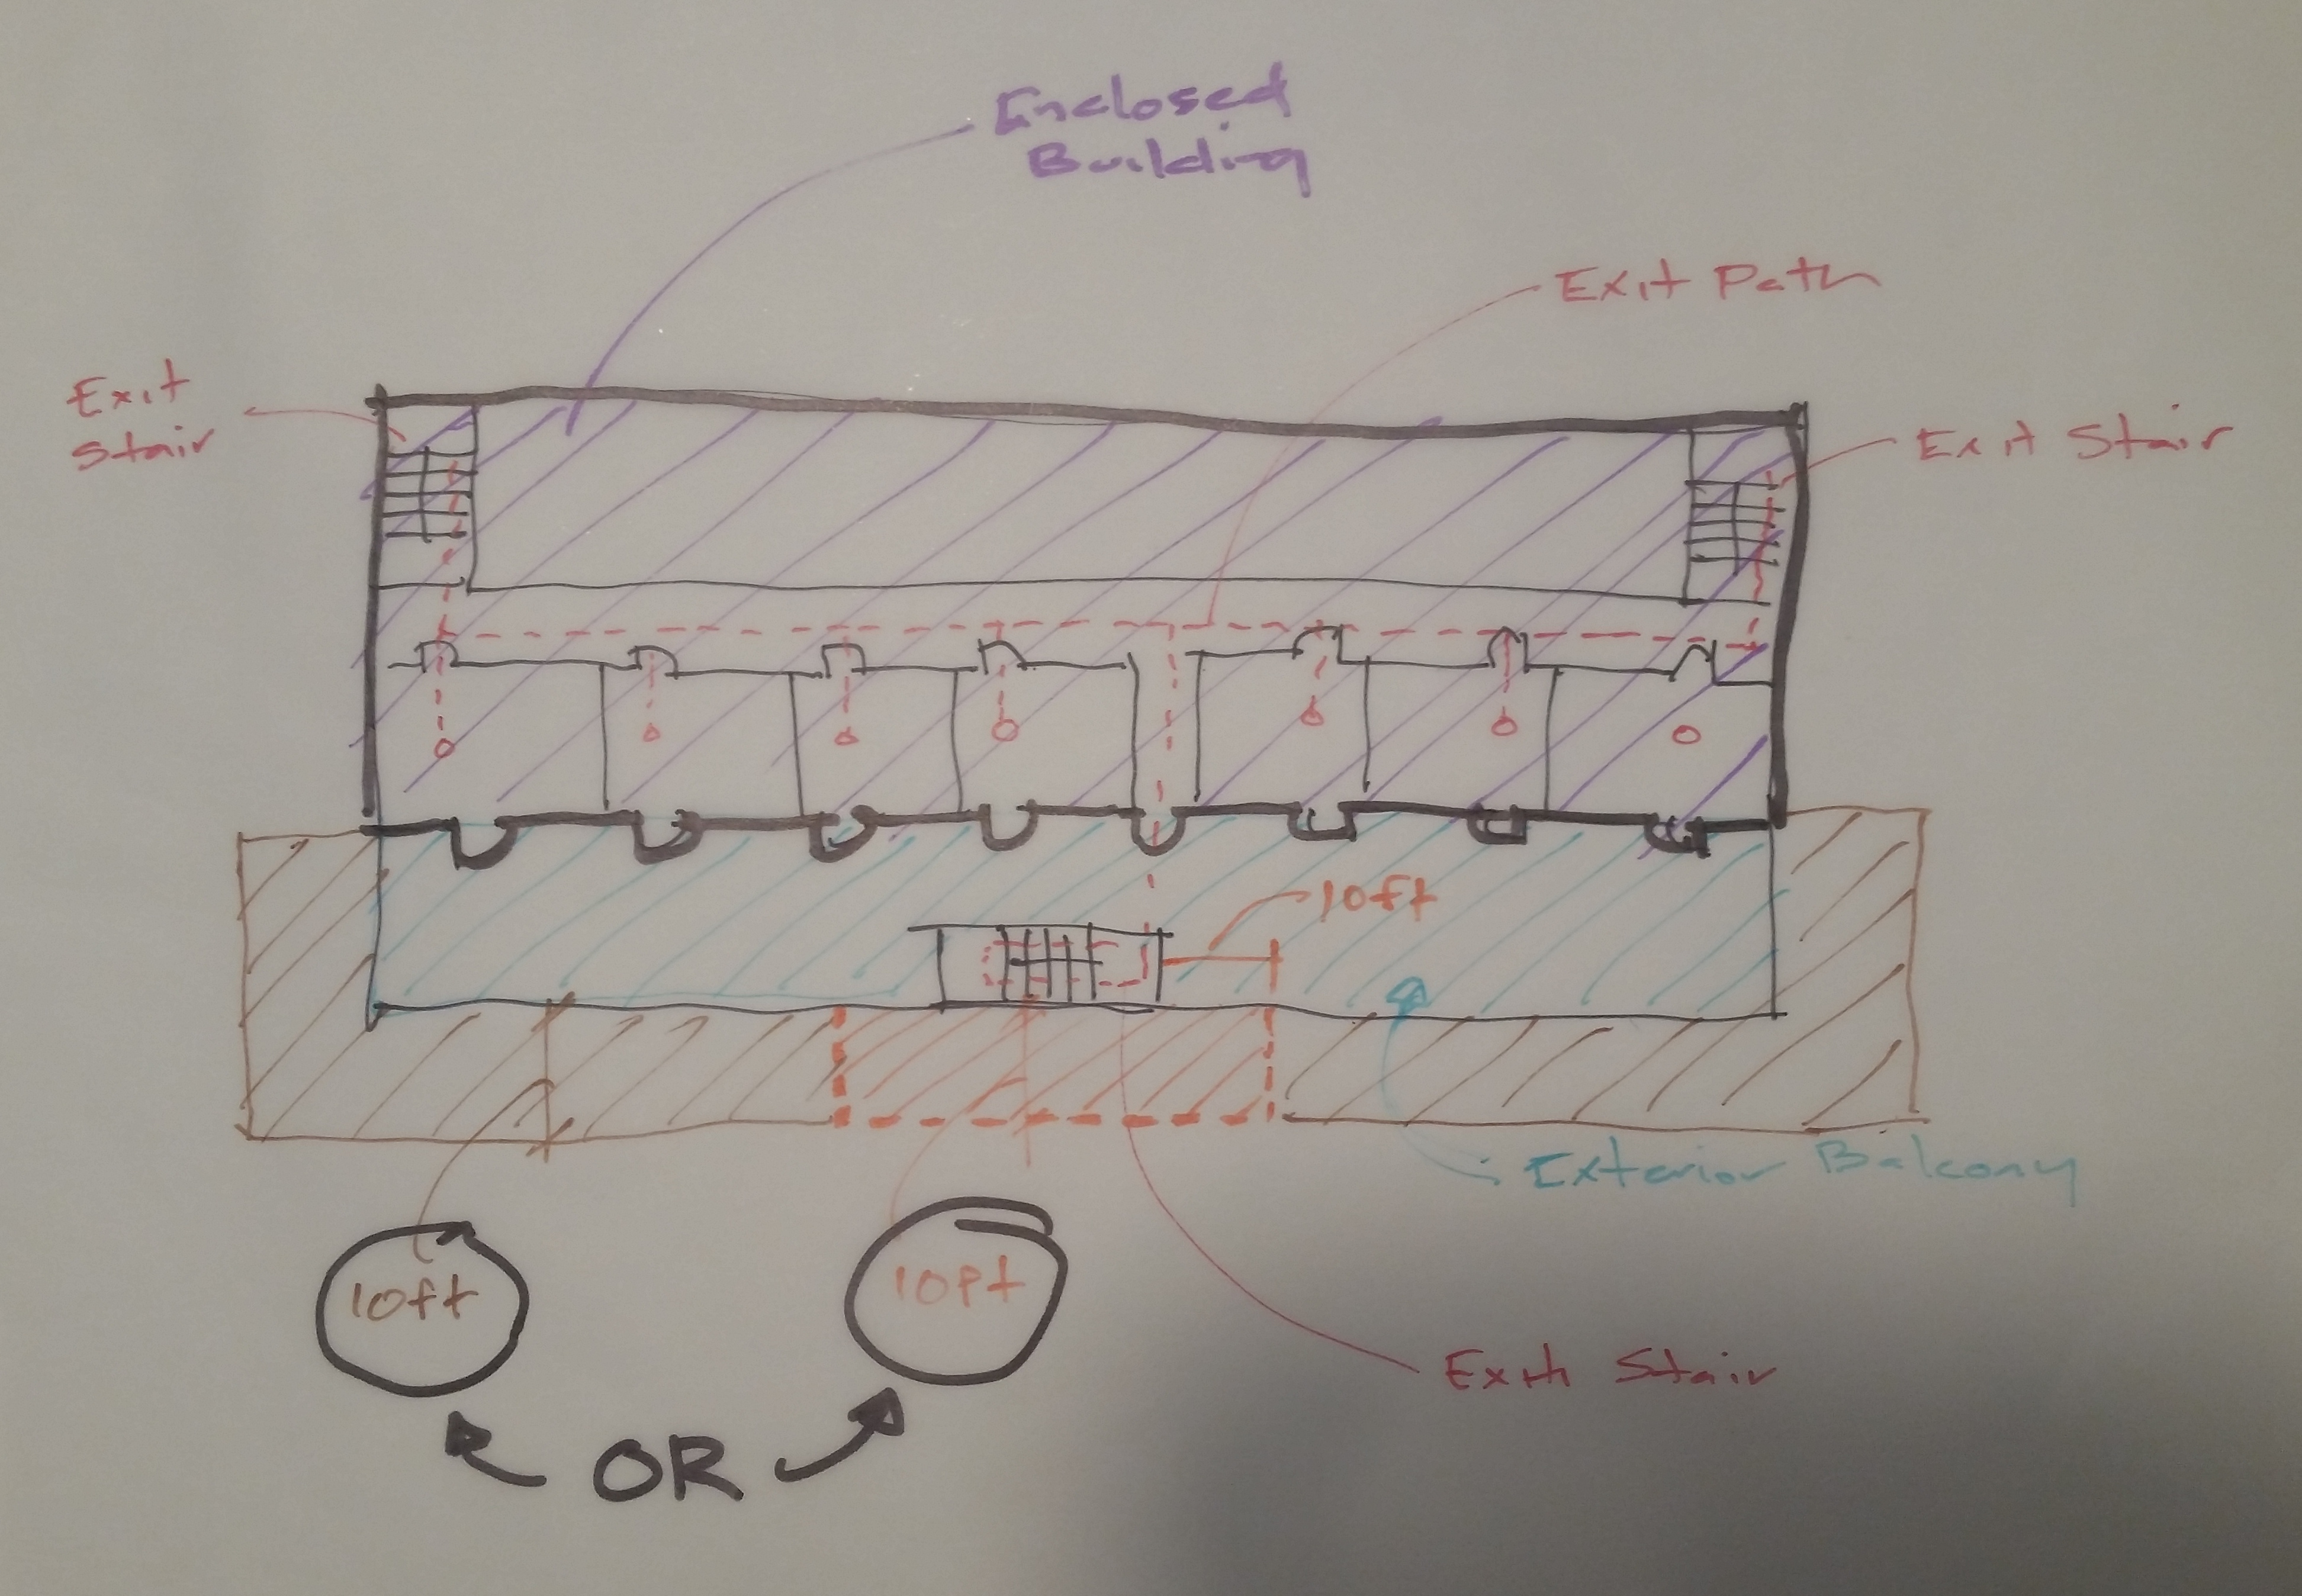 Enclosed
Building
Exit Path
Exit
Stair
Exit Stair
10ft
Exterior Balcony
10ft
10ft
Exit Stair
OR